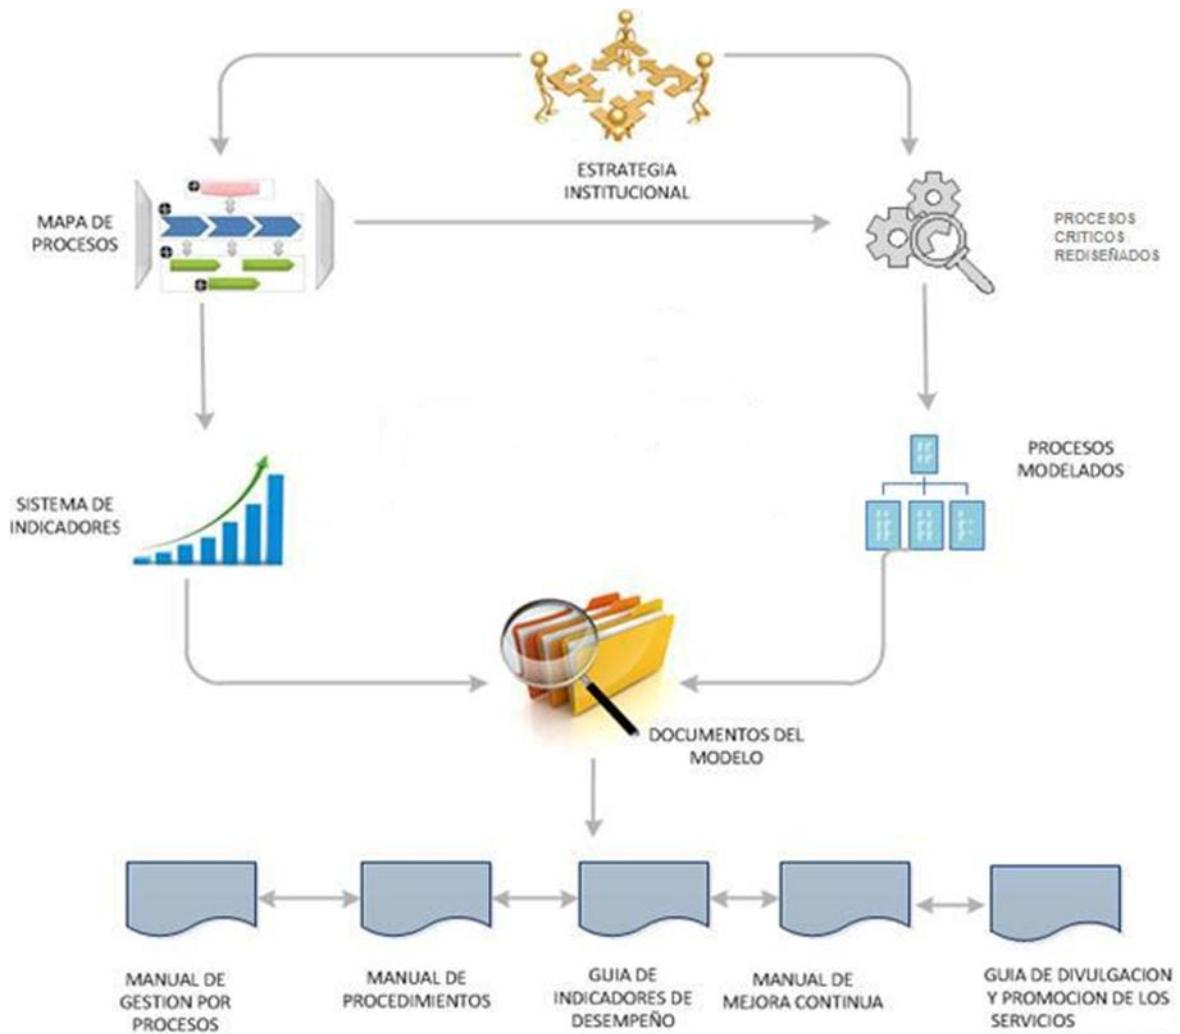 ESTRATEGIA
INSTITUCIONAL
MAPA DE
PROCESOS
PROCESOS
CRITICOS
REDISEÑADOS
SISTEMA DE
INDICADORES
PROCESOS
MODELADOS
DOCUMENTOS DEL
MODELO
MANUAL DE
GESTION POR
PROCESOS
MANUAL DE
PROCEDIMIENTOS
GUIA DE
INDICADORES DE
DESEMPEÑO
MANUAL DE
MEJORA CONTINUA
GUIA DE DIVULGACION
Y PROMOCION DE LOS
SERVICIOS